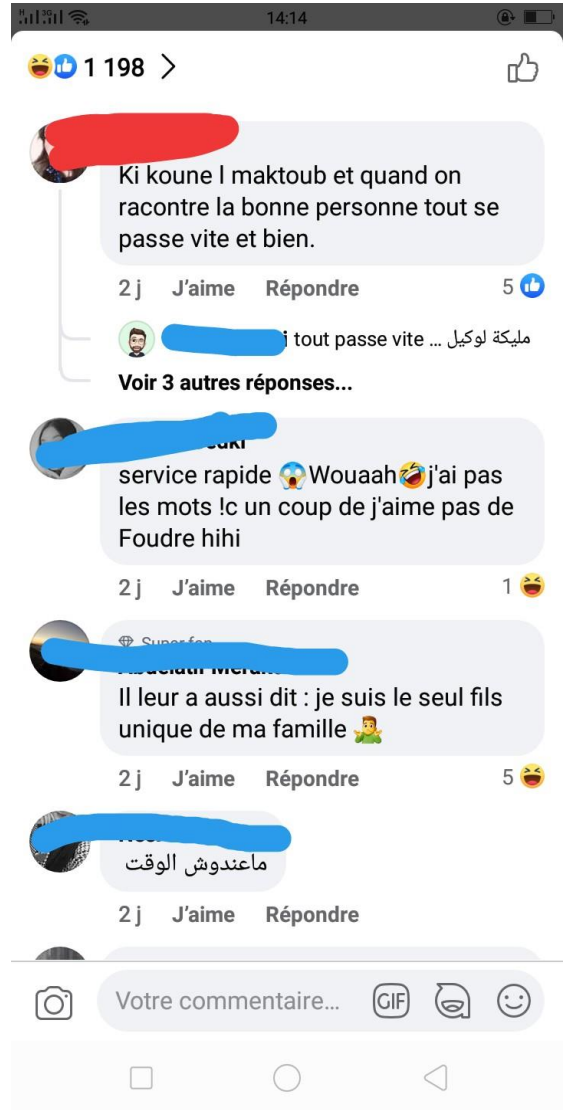 14:14
1 198
Ki koune l maktoub et quand on
racontre la bonne personne tout se
passe vite et bien.
2 j J'aime Répondre 5
tout passe vite ... مليكة لوكيل
Voir 3 autres réponses...
service rapide 😱Wouaah🤣j'ai pas
les mots !c un coup de j'aime pas de
Foudre hihi
2 j J'aime Répondre 1
Il leur a aussi dit : je suis le seul fils
unique de ma famille 🤷‍♂️
2 j J'aime Répondre 5
ماعندوش الوقت
2 j J'aime Répondre
Votre commentaire... GIF